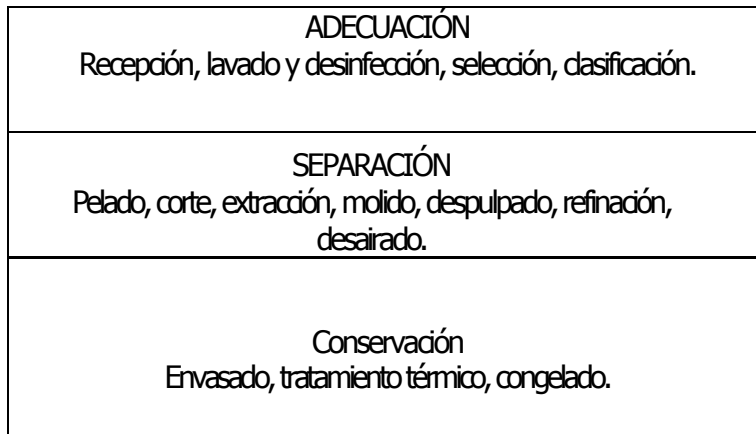 ADECUACIÓN
Recepción, lavado y desinfección, selección, clasificación.
SEPARACIÓN
Pelado, corte, extracción, molido, despulpado, refinación,
desairado.
Conservación
Envasado, tratamiento térmico, congelado.